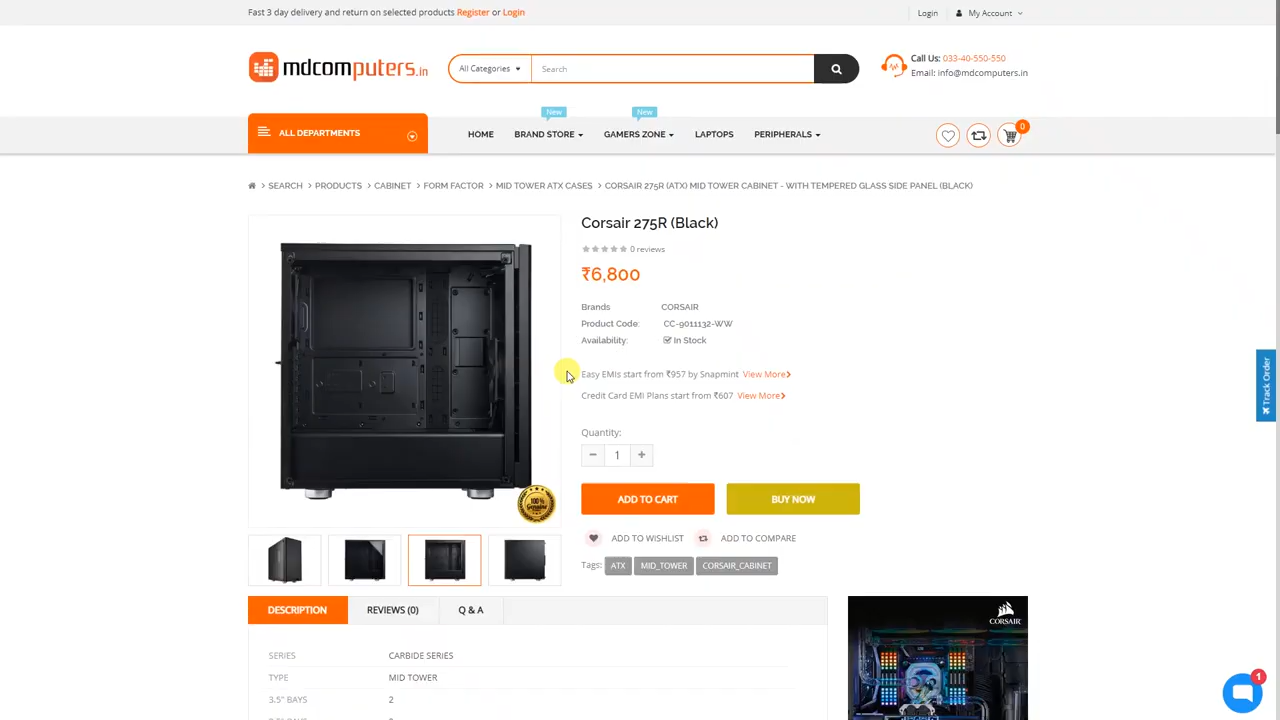 Fast 3 day delivery and return on selected products Register or Login
Login
My Account
mdcomputers.in
All Categories
Search
Call Us: 033-40-550-550
Email: info@mdcomputers.in
ALL DEPARTMENTS
HOME
New
BRAND STORE
New
GAMERS ZONE
LAPTOPS
PERIPHERALS
0
SEARCH > PRODUCTS > CABINET > FORM FACTOR > MID TOWER ATX CASES > CORSAIR 275R (ATX) MID TOWER CABINET - WITH TEMPERED GLASS SIDE PANEL (BLACK)
Corsair 275R (Black)
0 reviews
₹6,800
Brands CORSAIR
Product Code: CC-9011132-WW
Availability: In Stock
Easy EMIs start from ₹957 by Snapmint View More
Credit Card EMI Plans start from ₹607 View More
Quantity:
− 1 +
ADD TO CART
BUY NOW
ADD TO WISHLIST
ADD TO COMPARE
Tags: ATX MID_TOWER CORSAIR_CABINET
100%
Genuine
Track Order
DESCRIPTION
REVIEWS (0)
Q & A
SERIES CARBIDE SERIES
TYPE MID TOWER
3.5" BAYS 2
CORSAIR
1